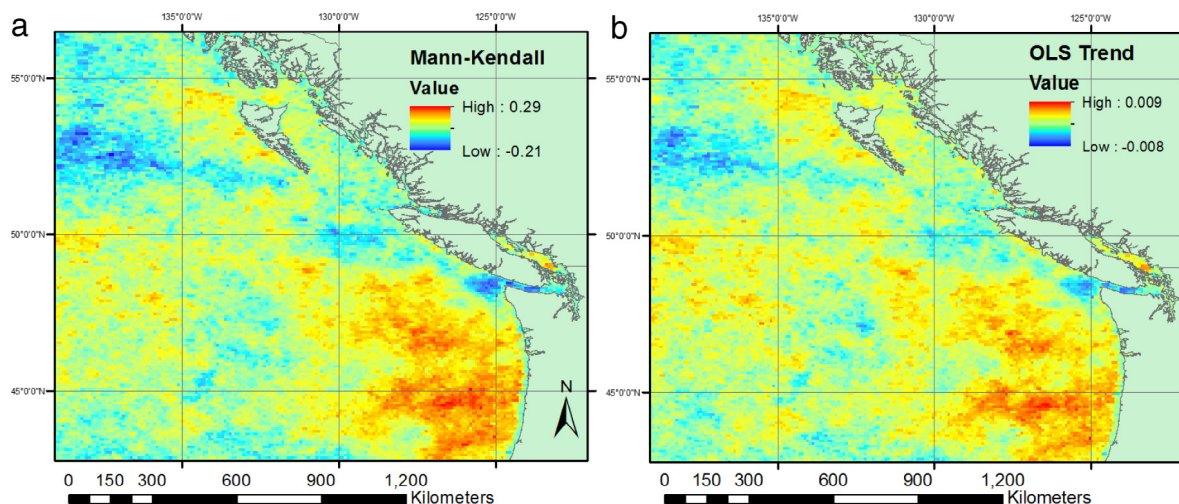 a
135°0'0"W 130°0'0"W 125°0'0"W
55°0'0"N
50°0'0"N
45°0'0"N
Mann-Kendall
Value
High : 0.29
Low : -0.21
N
0 150 300 600 900 1,200
Kilometers
b
135°0'0"W 130°0'0"W 125°0'0"W
55°0'0"N
50°0'0"N
45°0'0"N
OLS Trend
Value
High : 0.009
Low : -0.008
0 150 300 600 900 1,200
Kilometers